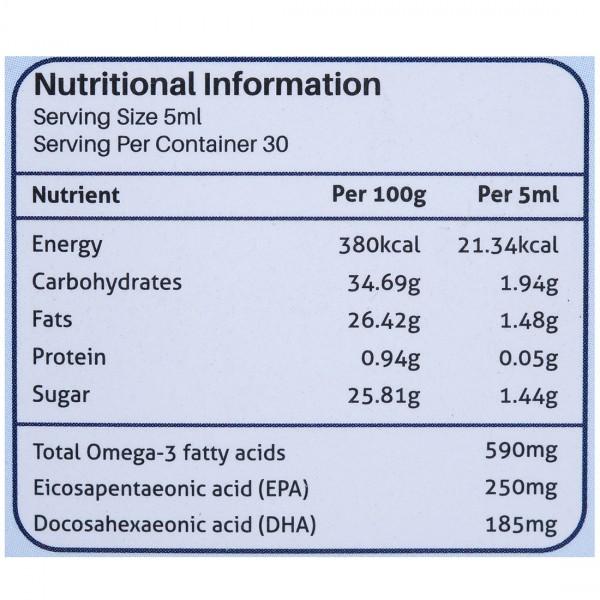 Nutritional Information
Serving Size 5ml
Serving Per Container 30
Nutrient Per 100g Per 5ml
Energy 380kcal 21.34kcal
Carbohydrates 34.69g 1.94g
Fats 26.42g 1.48g
Protein 0.94g 0.05g
Sugar 25.81g 1.44g
Total Omega-3 fatty acids 590mg
Eicosapentaeonic acid (EPA) 250mg
Docosahexaeonic acid (DHA) 185mg